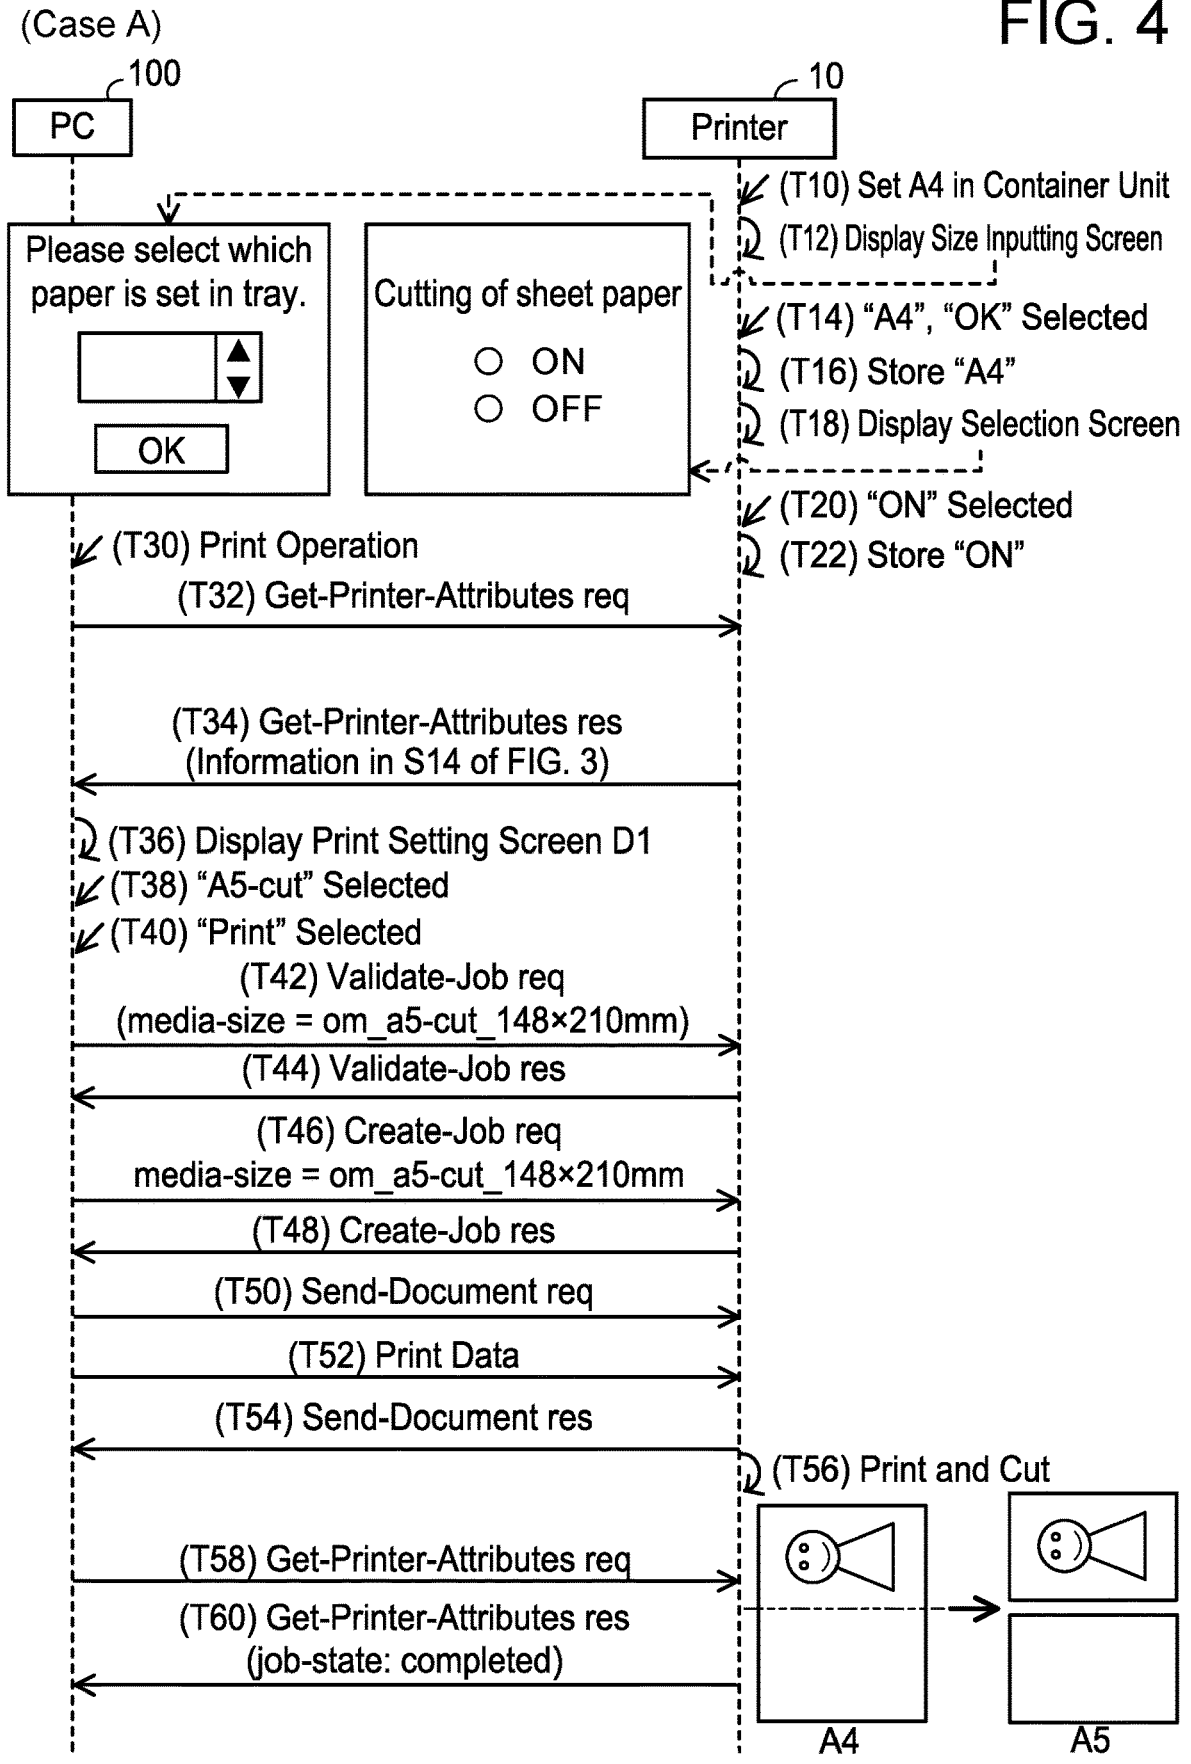 (Case A)
FIG. 4
100
10
PC
Printer
(T10) Set A4 in Container Unit
(T12) Display Size Inputting Screen
Please select which
paper is set in tray.
OK
Cutting of sheet paper
ON
OFF
(T14) “A4”, “OK” Selected
(T16) Store “A4”
(T18) Display Selection Screen
(T20) “ON” Selected
(T22) Store “ON”
(T30) Print Operation
(T32) Get-Printer-Attributes req
(T34) Get-Printer-Attributes res
(Information in S14 of FIG. 3)
(T36) Display Print Setting Screen D1
(T38) “A5-cut” Selected
(T40) “Print” Selected
(T42) Validate-Job req
(media-size = om_a5-cut_148×210mm)
(T44) Validate-Job res
(T46) Create-Job req
media-size = om_a5-cut_148×210mm
(T48) Create-Job res
(T50) Send-Document req
(T52) Print Data
(T54) Send-Document res
(T56) Print and Cut
(T58) Get-Printer-Attributes req
(T60) Get-Printer-Attributes res
(job-state: completed)
A4
A5